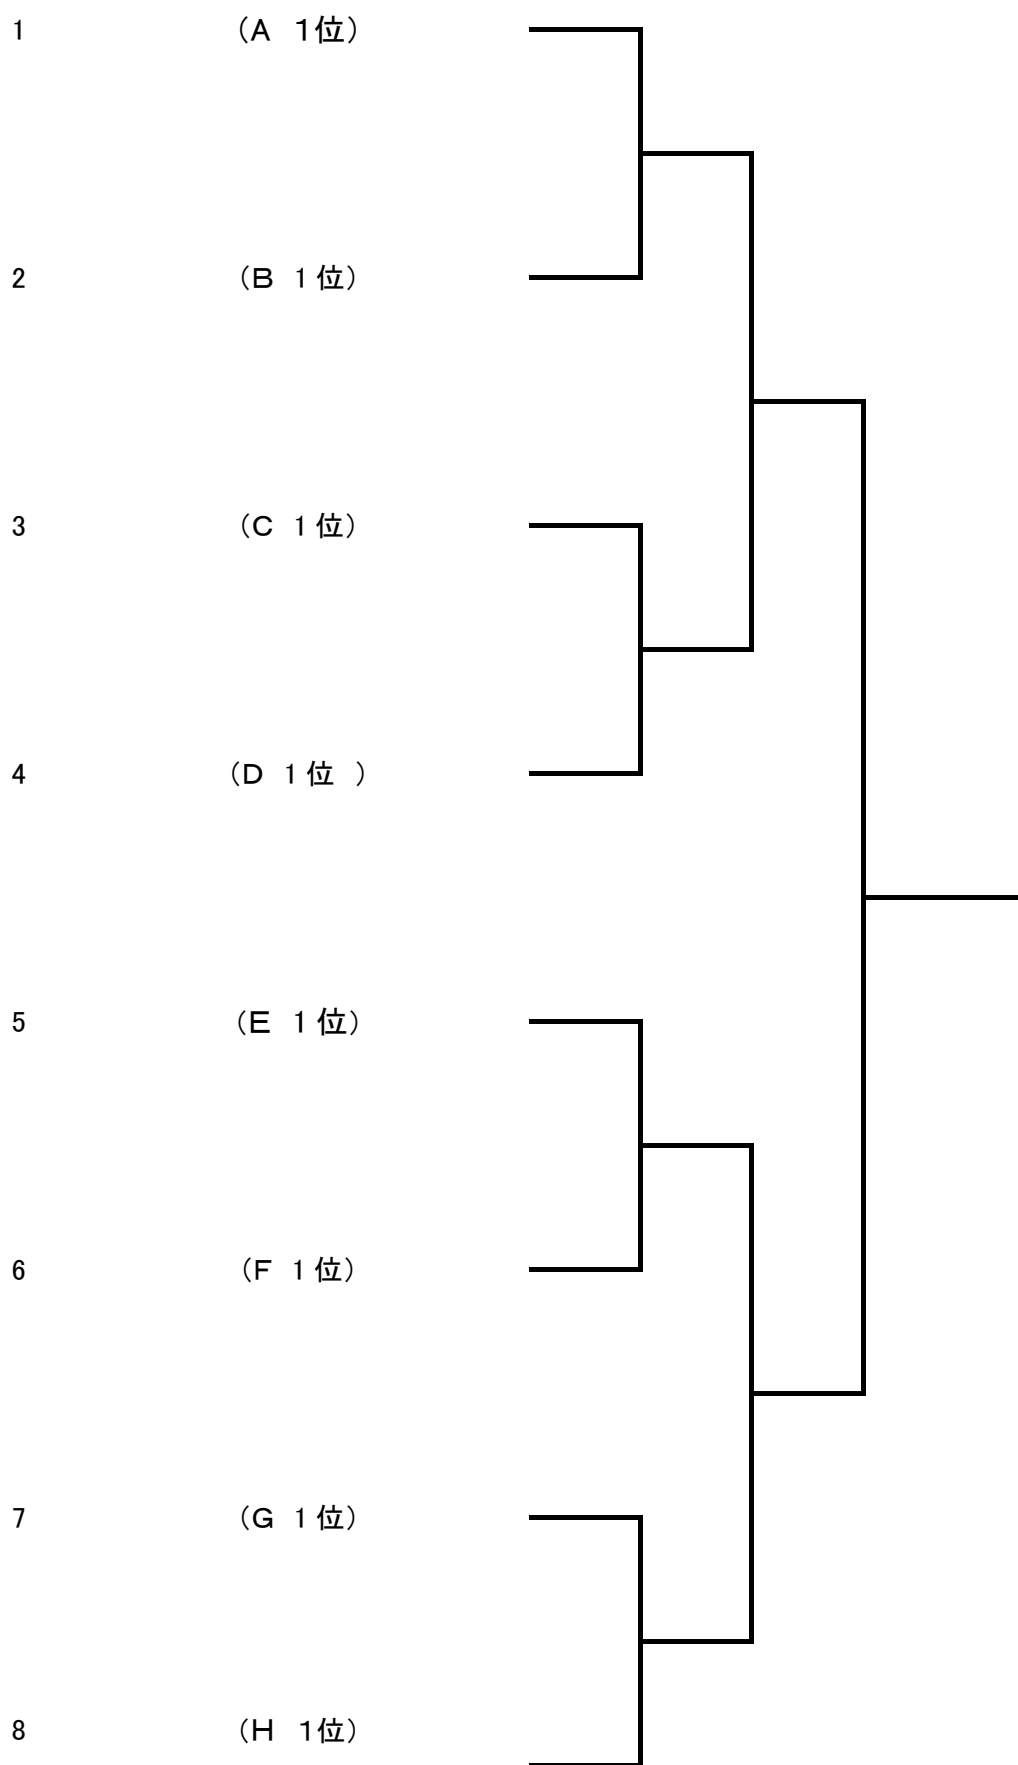 1 （A　1位）
2 （B　1位）
3 （C　1位）
4 （D　1位　）
5 （E　1位）
6 （F　1位）
7 （G　1位）
8 （H　1位）